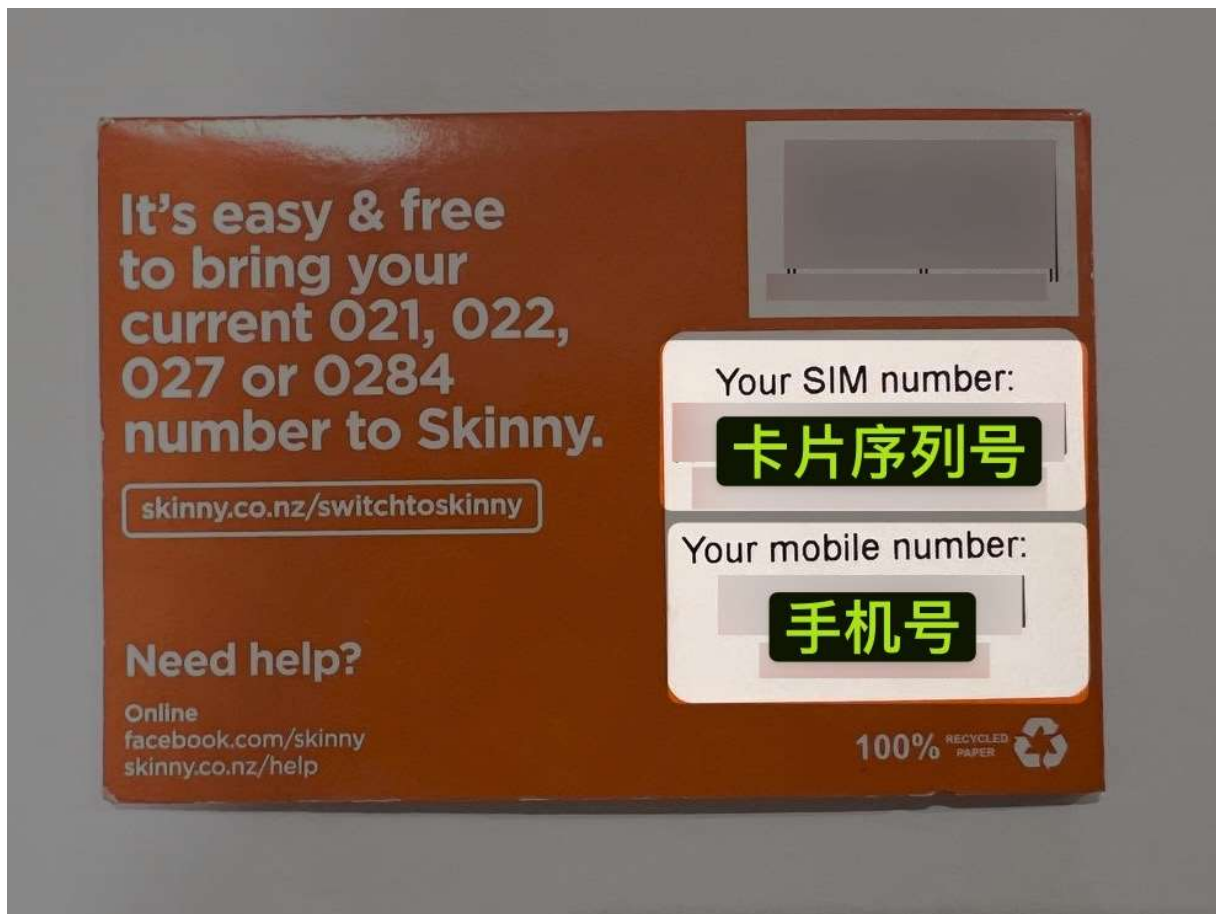 It's easy & free
to bring your
current 021, 022,
027 or 0284
number to Skinny.
skinny.co.nz/switchtoskinny
Need help?
Online
facebook.com/skinny
skinny.co.nz/help
Your SIM number:
卡片序列号
Your mobile number:
手机号
100% RECYCLED
PAPER